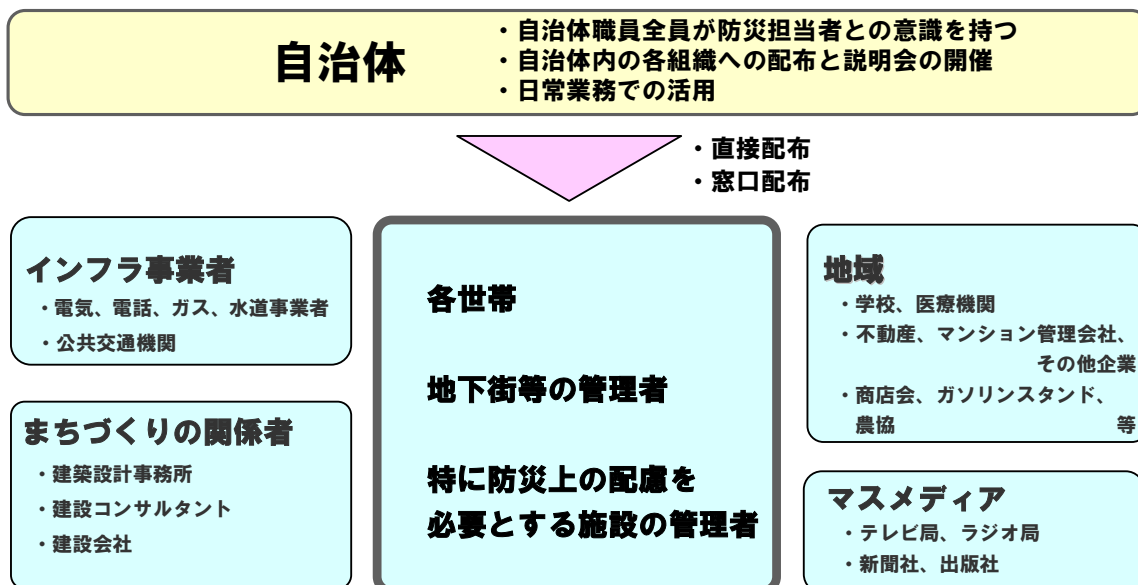 自治体
・自治体職員全員が防災担当者との意識を持つ
・自治体内の各組織への配布と説明会の開催
・日常業務での活用
・直接配布
・窓口配布
インフラ事業者
・電気、電話、ガス、水道事業者
・公共交通機関
まちづくりの関係者
・建築設計事務所
・建設コンサルタント
・建設会社
各世帯
地下街等の管理者
特に防災上の配慮を
必要とする施設の管理者
地域
・学校、医療機関
・不動産、マンション管理会社、
その他企業
・商店会、ガソリンスタンド、
農協 等
マスメディア
・テレビ局、ラジオ局
・新聞社、出版社